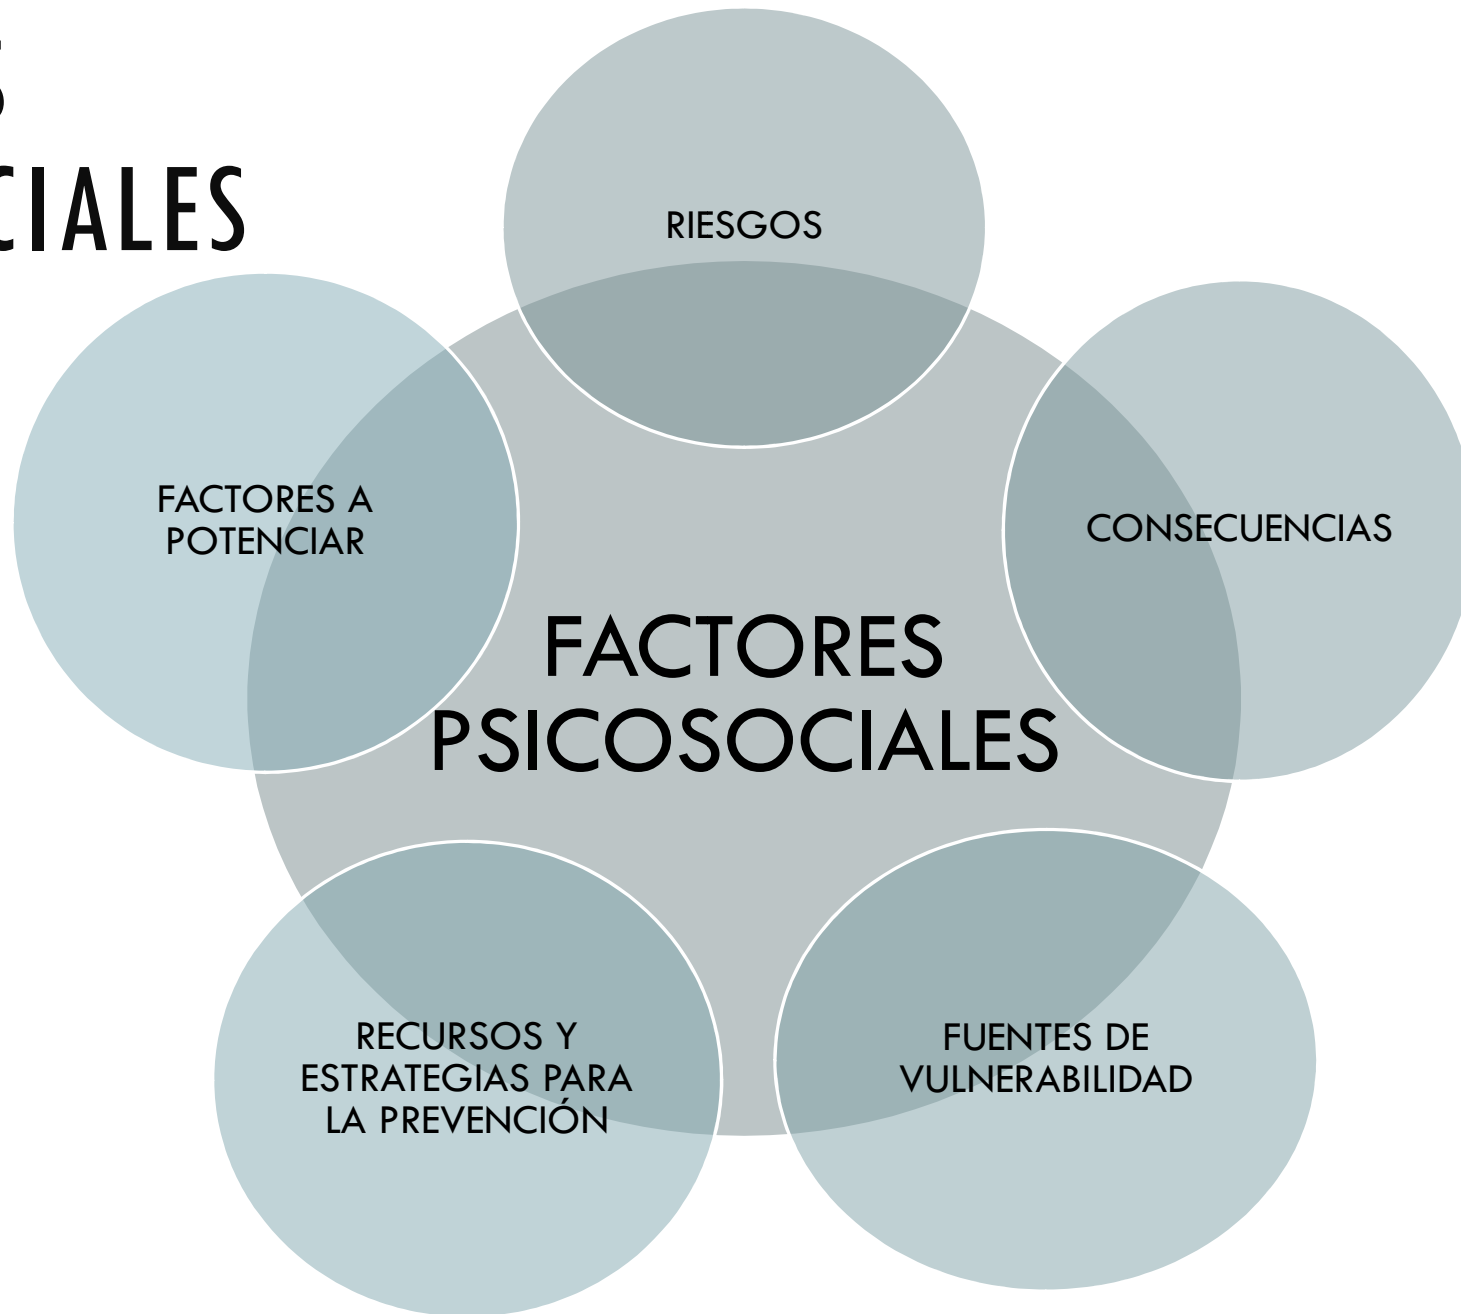 S
CIALES
RIESGOS
FACTORES A
POTENCIAR
CONSECUENCIAS
FACTORES
PSICOSOCIALES
RECURSOS Y
ESTRATEGIAS PARA
LA PREVENCIÓN
FUENTES DE
VULNERABILIDAD